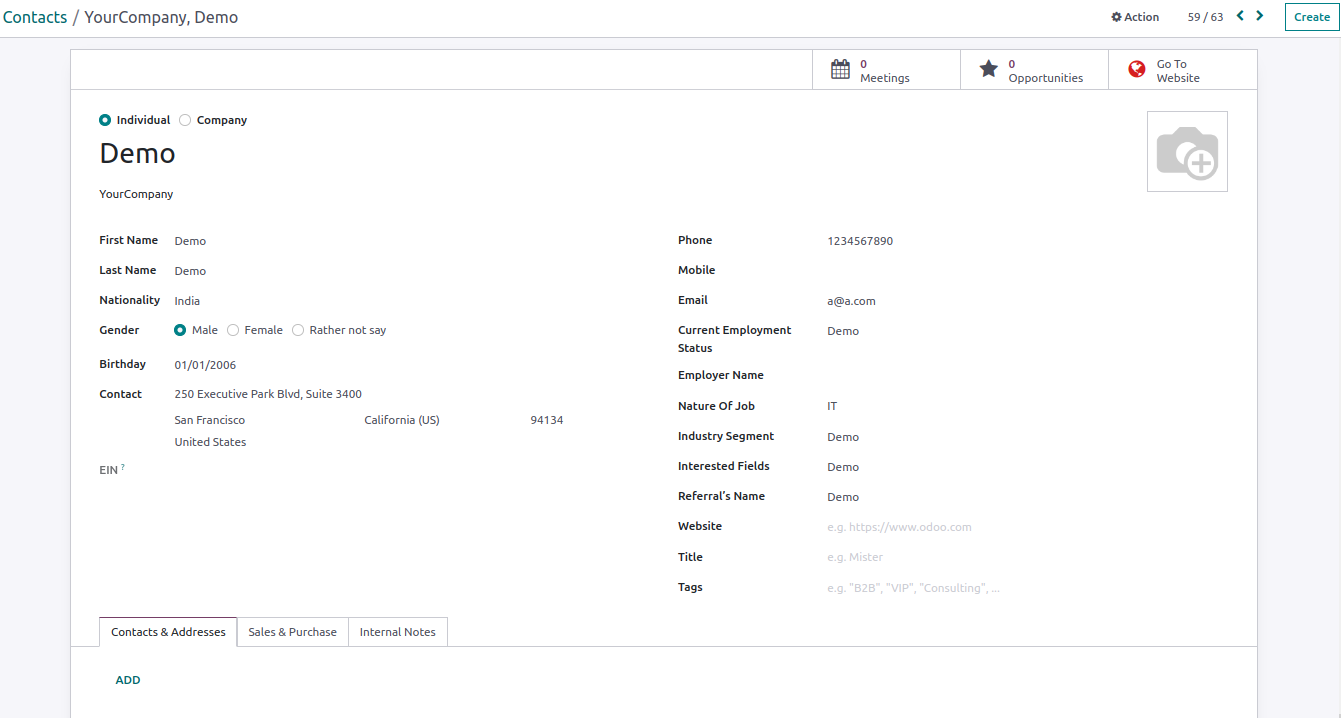 Contacts / YourCompany, Demo
Action
59 / 63
Create
0
Meetings
0
Opportunities
Go To
Website
Individual
Company
Demo
YourCompany
First Name Demo
Last Name Demo
Nationality India
Gender Male Female Rather not say
Birthday 01/01/2006
Contact 250 Executive Park Blvd, Suite 3400
San Francisco California (US) 94134
United States
EIN ?
Phone 1234567890
Mobile
Email a@a.com
Current Employment Demo
Status
Employer Name
Nature Of Job IT
Industry Segment Demo
Interested Fields Demo
Referral's Name Demo
Website e.g. https://www.odoo.com
Title e.g. Mister
Tags e.g. "B2B", "VIP", "Consulting", ...
Contacts & Addresses
Sales & Purchase
Internal Notes
ADD